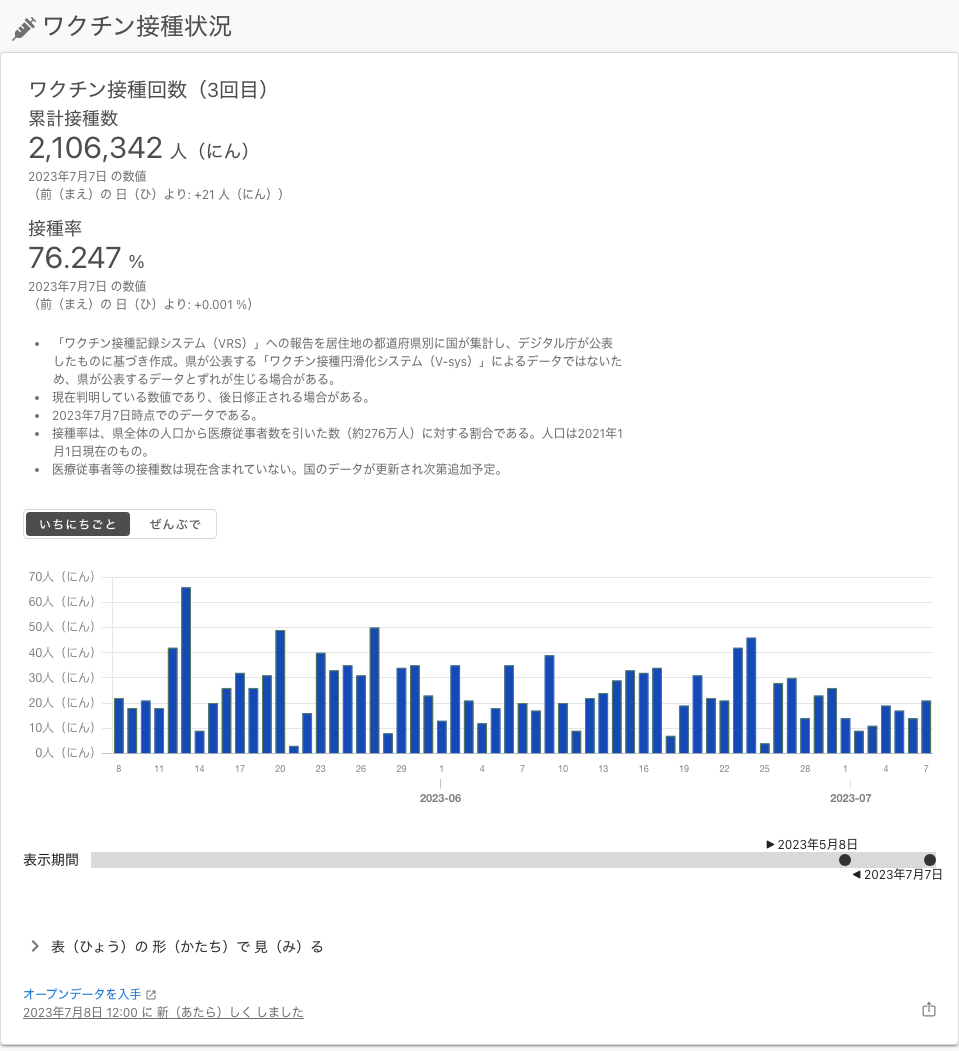 ワクチン接種状況
ワクチン接種回数（3回目）
累計接種数
2,106,342 人（にん）
2023年7月7日 の数値
（前（まえ）の 日（ひ）より: +21 人（にん））
接種率
76.247 %
2023年7月7日 の数値
（前（まえ）の 日（ひ）より: +0.001 %）
「ワクチン接種記録システム（VRS）」への報告を居住地の都道府県別に国が集計し、デジタル庁が公表
したものに基づき作成。県が公表する「ワクチン接種円滑化システム（V-sys）」によるデータではないた
め、県が公表するデータとずれが生じる場合がある。
現在判明している数値であり、後日修正される場合がある。
2023年7月7日時点でのデータである。
接種率は、県全体の人口から医療従事者数を引いた数（約276万人）に対する割合である。人口は2021年1
月1日現在のもの。
医療従事者等の接種数は現在含まれていない。国のデータが更新され次第追加予定。
いちにちごと ぜんぶで
70人（にん）
60人（にん）
50人（にん）
40人（にん）
30人（にん）
20人（にん）
10人（にん）
0人（にん）
8 11 14 17 20 23 26 29 1 4 7 10 13 16 19 22 25 28 1 4 7
2023-06 2023-07
2023年5月8日
表示期間
2023年7月7日
表（ひょう）の 形（かたち）で 見（み）る
オープンデータを入手
2023年7月8日 12:00 に 新（あたら）しく しました